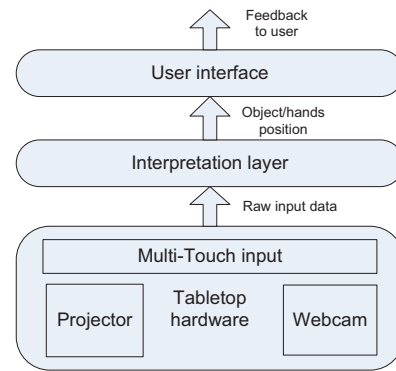 Feedback
to user
User interface
Object/hands
position
Interpretation layer
Raw input data
Multi-Touch input
Projector
Tabletop
hardware
Webcam